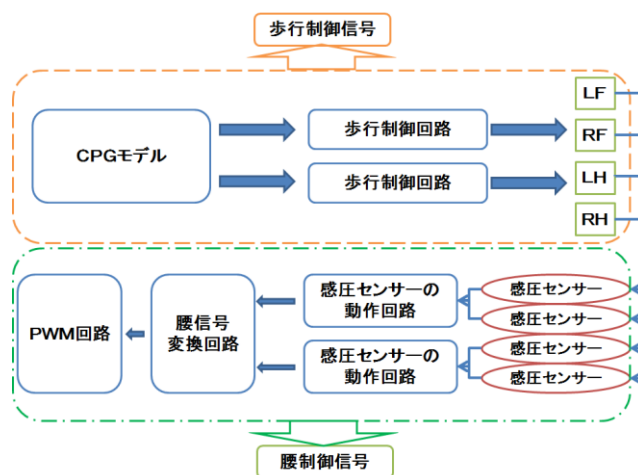 歩行制御信号
CPGモデル
歩行制御回路
歩行制御回路
LF
RF
LH
RH
PWM回路
腰信号
変換回路
感圧センサーの
動作回路
感圧センサーの
動作回路
感圧センサー
感圧センサー
感圧センサー
感圧センサー
腰制御信号